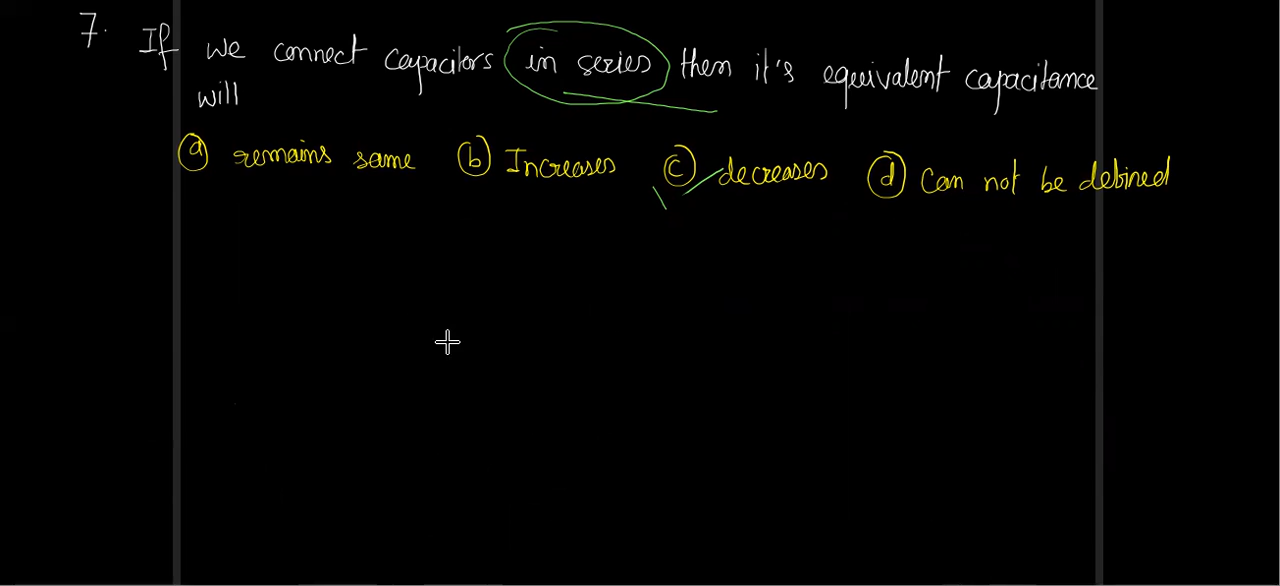 7. If we connect capacitors in series then it's equivalent capacitance
will
a remains same b Increases c decreases d Can not be defined